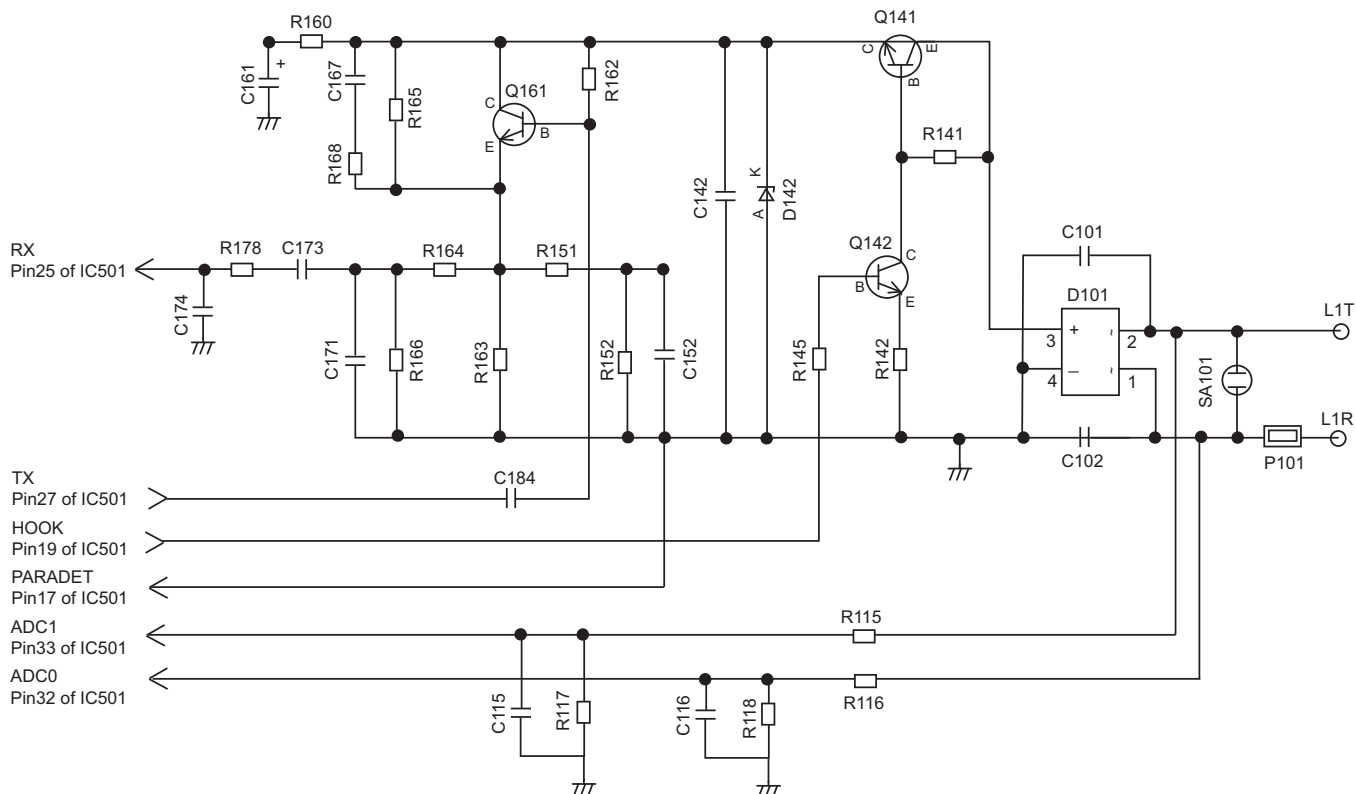 R160
Q141
C
E
B
C161
+
C167
R165
R168
C
Q161
B
E
R162
C142
K
A
D142
R141
Q142
C
B
E
C101
D101
+
3
~
2
4
–
~
1
L1T
SA101
L1R
P101
C102
RX
Pin25 of IC501
R178
C173
R164
R151
C174
C171
R166
R163
R152
C152
R145
R142
TX
Pin27 of IC501
C184
HOOK
Pin19 of IC501
PARADET
Pin17 of IC501
ADC1
Pin33 of IC501
R115
ADC0
Pin32 of IC501
R116
C115
R117
C116
R118